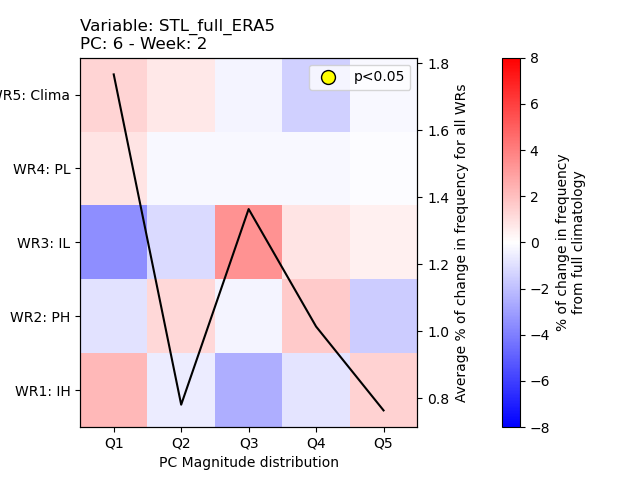 Variable: STL_full_ERA5
PC: 6 - Week: 2
p<0.05
WR5: Clima
WR4: PL
WR3: IL
WR2: PH
WR1: IH
Q1 Q2 Q3 Q4 Q5
PC Magnitude distribution
1.8
1.6
1.4
1.2
1.0
0.8
Average % of change in frequency for all WRs
8
6
4
2
0
−2
−4
−6
−8
% of change in frequency
from full climatology